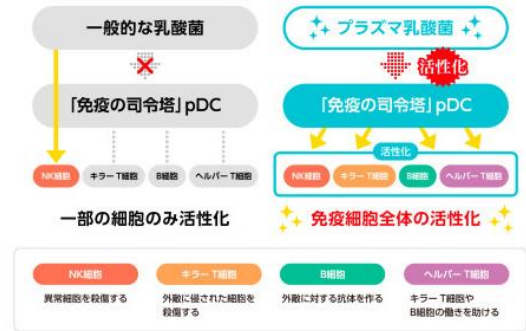 一般的な乳酸菌
「免疫の司令塔」pDC
NK細胞
キラーT細胞
B細胞
ヘルパーT細胞
一部の細胞のみ活性化
プラズマ乳酸菌
活性化
「免疫の司令塔」pDC
活性化
NK細胞
キラーT細胞
B細胞
ヘルパーT細胞
免疫細胞全体の活性化
NK細胞
異常細胞を殺傷する
キラーT細胞
外敵に侵された細胞を
殺傷する
B細胞
外敵に対する抗体を作る
ヘルパーT細胞
キラーT細胞や
B細胞の働きを助ける